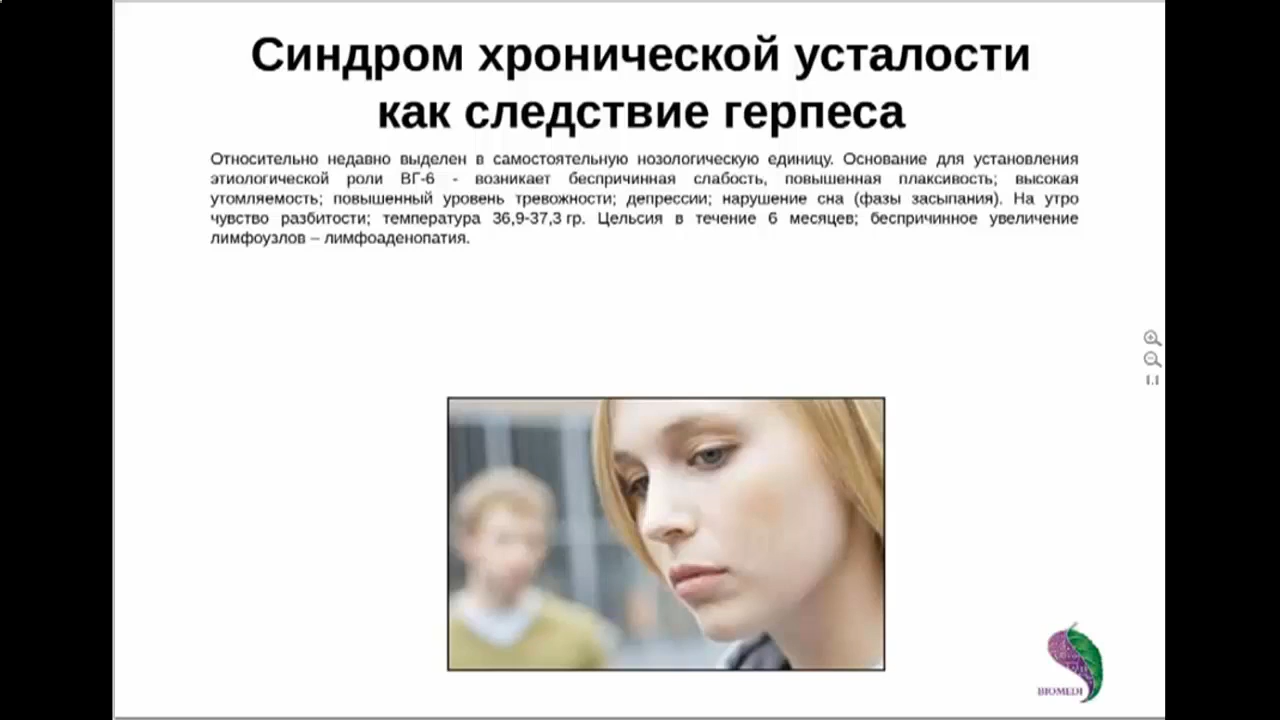 Синдром хронической усталости
как следствие герпеса
Относительно недавно выделен в самостоятельную нозологическую единицу. Основание для установления
этиологической роли ВГ-6 - возникает беспричинная слабость, повышенная плаксивость; высокая
утомляемость; повышенный уровень тревожности; депрессии; нарушение сна (фазы засыпания). На утро
чувство разбитости; температура 36,9-37,3 гр. Цельсия в течение 6 месяцев; беспричинное увеличение
лимфоузлов – лимфоаденопатия.
1.1
BIOMEDI